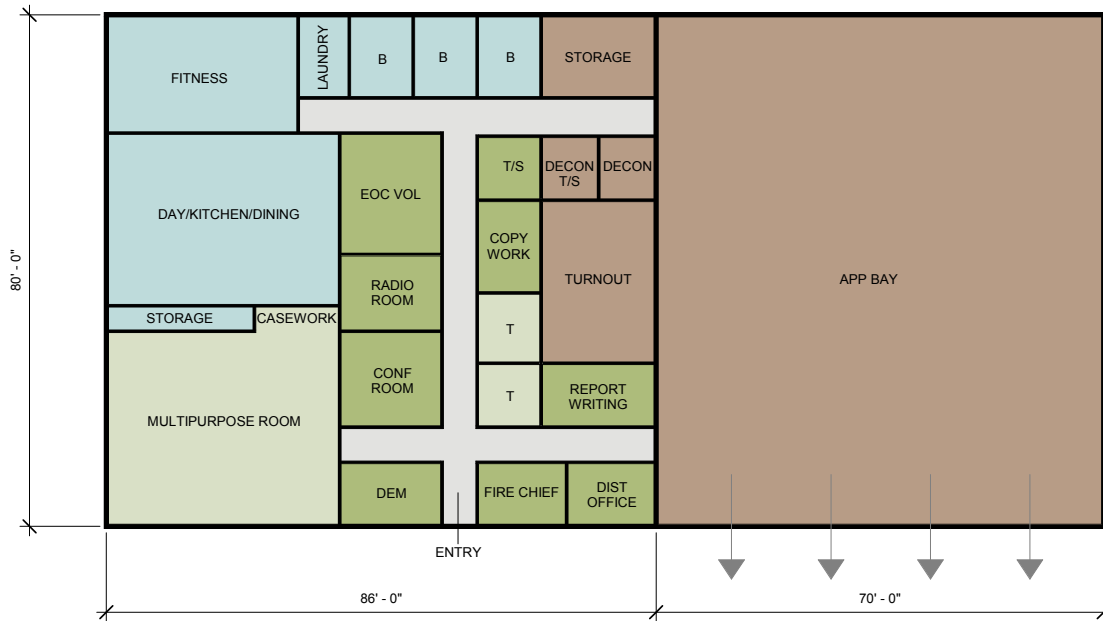 LAUNDRY
B
B
B
STORAGE
FITNESS
T/S
DECON
T/S
DECON
EOC VOL
DAY/KITCHEN/DINING
COPY
WORK
RADIO
ROOM
TURNOUT
APP BAY
80' - 0"
STORAGE
CASEWORK
T
CONF
ROOM
T
REPORT
WRITING
MULTIPURPOSE ROOM
DEM
FIRE CHIEF
DIST
OFFICE
ENTRY
86' - 0"
70' - 0"